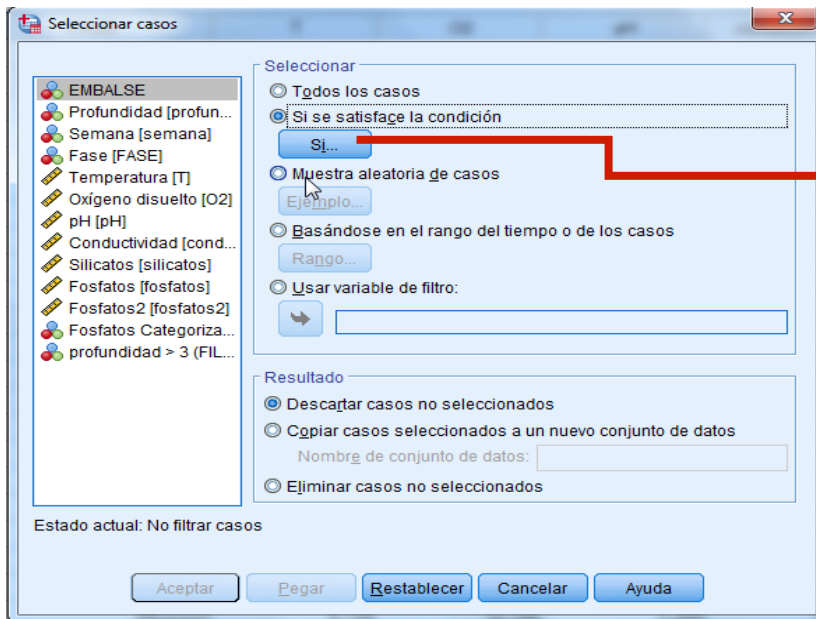 Seleccionar casos
EMBALSE
Profundidad [profun...
Semana [semana]
Fase [FASE]
Temperatura [T]
Oxígeno disuelto [O2]
pH [pH]
Conductividad [cond...
Silicatos [silicatos]
Fosfatos [fosfatos]
Fosfatos2 [fosfatos2]
Fosfatos Categoriza...
profundidad > 3 (FIL...
Seleccionar
Todos los casos
Si se satisface la condición
Si...
Muestra aleatoria de casos
Ejemplo...
Basándose en el rango del tiempo o de los casos
Rango...
Usar variable de filtro:
Resultado
Descartar casos no seleccionados
Copiar casos seleccionados a un nuevo conjunto de datos
Nombre de conjunto de datos:
Eliminar casos no seleccionados
Estado actual: No filtrar casos
Aceptar
Pegar
Restablecer
Cancelar
Ayuda